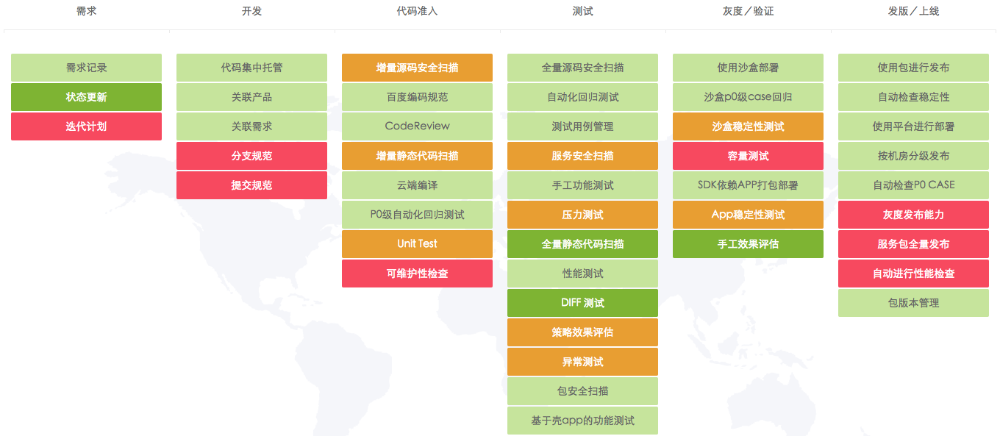 需求
开发
代码准入
测试
灰度／验证
发版／上线
需求记录
状态更新
迭代计划
代码集中托管
关联产品
关联需求
分支规范
提交规范
增量源码安全扫描
百度编码规范
CodeReview
增量静态代码扫描
云端编译
P0级自动化回归测试
Unit Test
可维护性检查
全量源码安全扫描
自动化回归测试
测试用例管理
服务安全扫描
手工功能测试
压力测试
全量静态代码扫描
性能测试
DIFF 测试
策略效果评估
异常测试
包安全扫描
基于壳app的功能测试
使用沙盒部署
沙盒p0级case回归
沙盒稳定性测试
容量测试
SDK依赖APP打包部署
App稳定性测试
手工效果评估
使用包进行发布
自动检查稳定性
使用平台进行部署
按机房分级发布
自动检查P0 CASE
灰度发布能力
服务包全量发布
自动进行性能检查
包版本管理